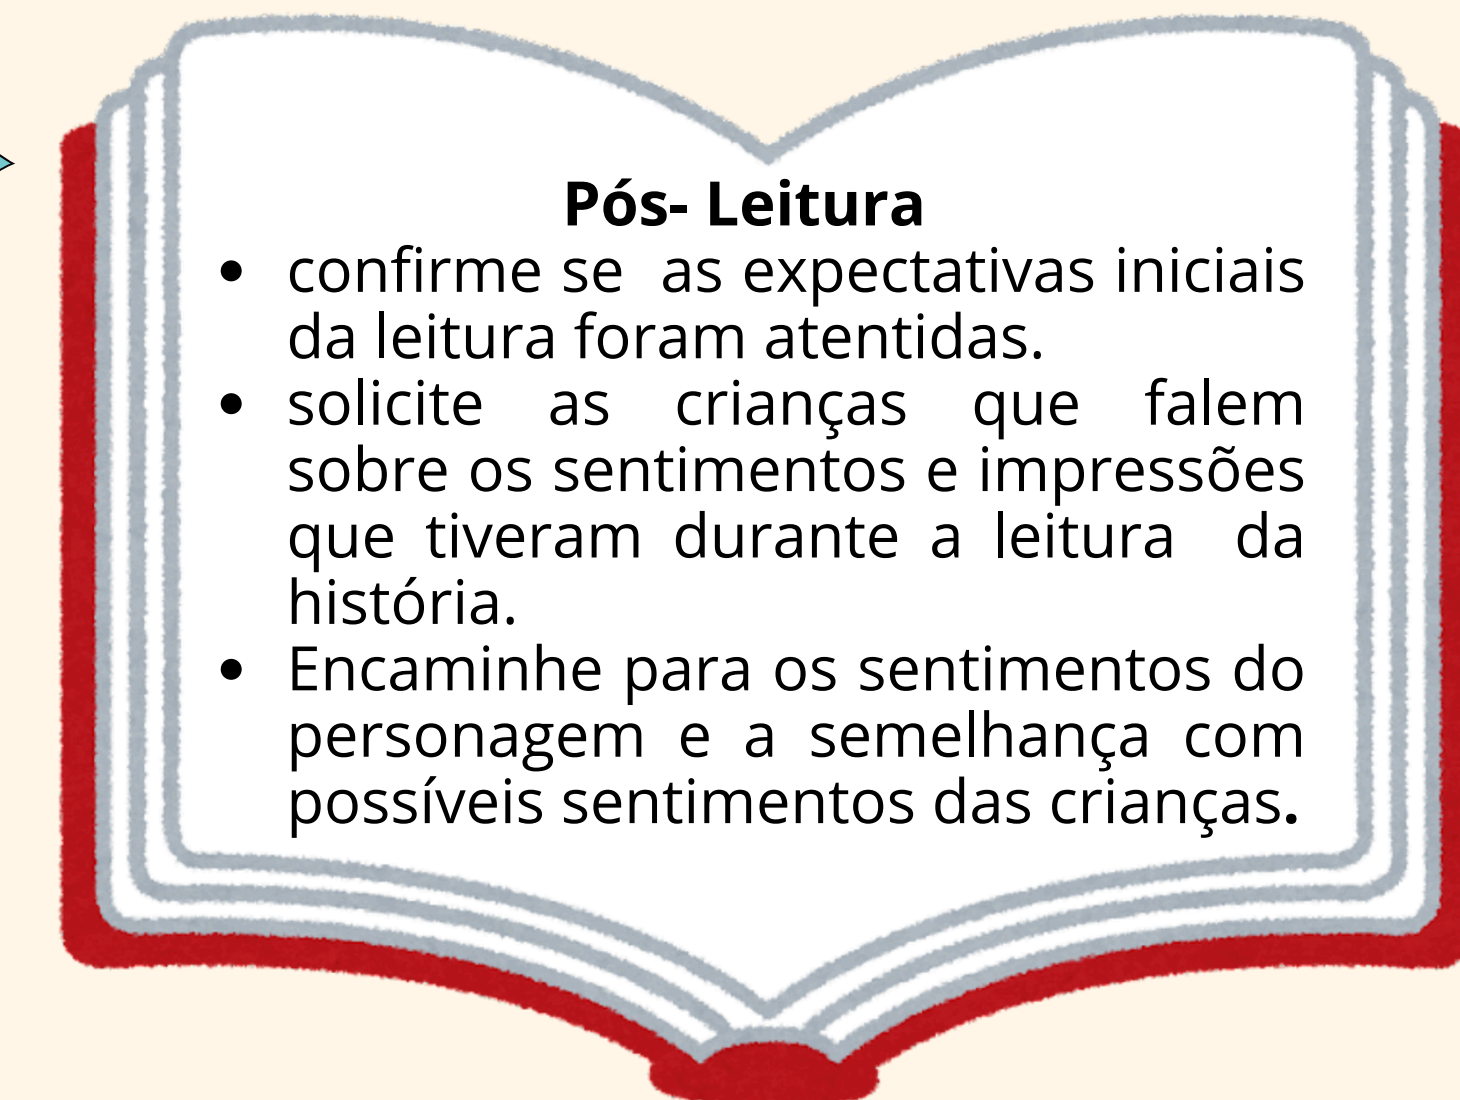 Pós- Leitura
• confirme se as expectativas iniciais
da leitura foram atentidas.
• solicite as crianças que falem
sobre os sentimentos e impressões
que tiveram durante a leitura da
história.
• Encaminhe para os sentimentos do
personagem e a semelhança com
possíveis sentimentos das crianças.